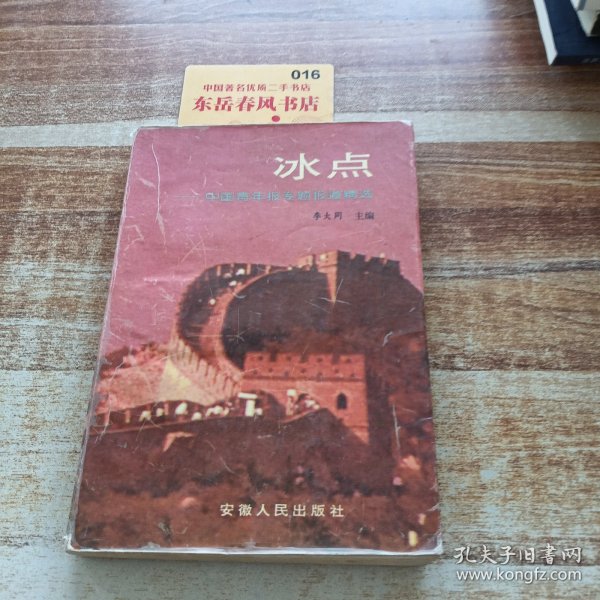 016
中国著名优质二手书店
东岳春风书店
冰点
——中国青年报专题报道精选
李大同 主编
安徽人民出版社
孔夫子旧书网
www.kongfz.com